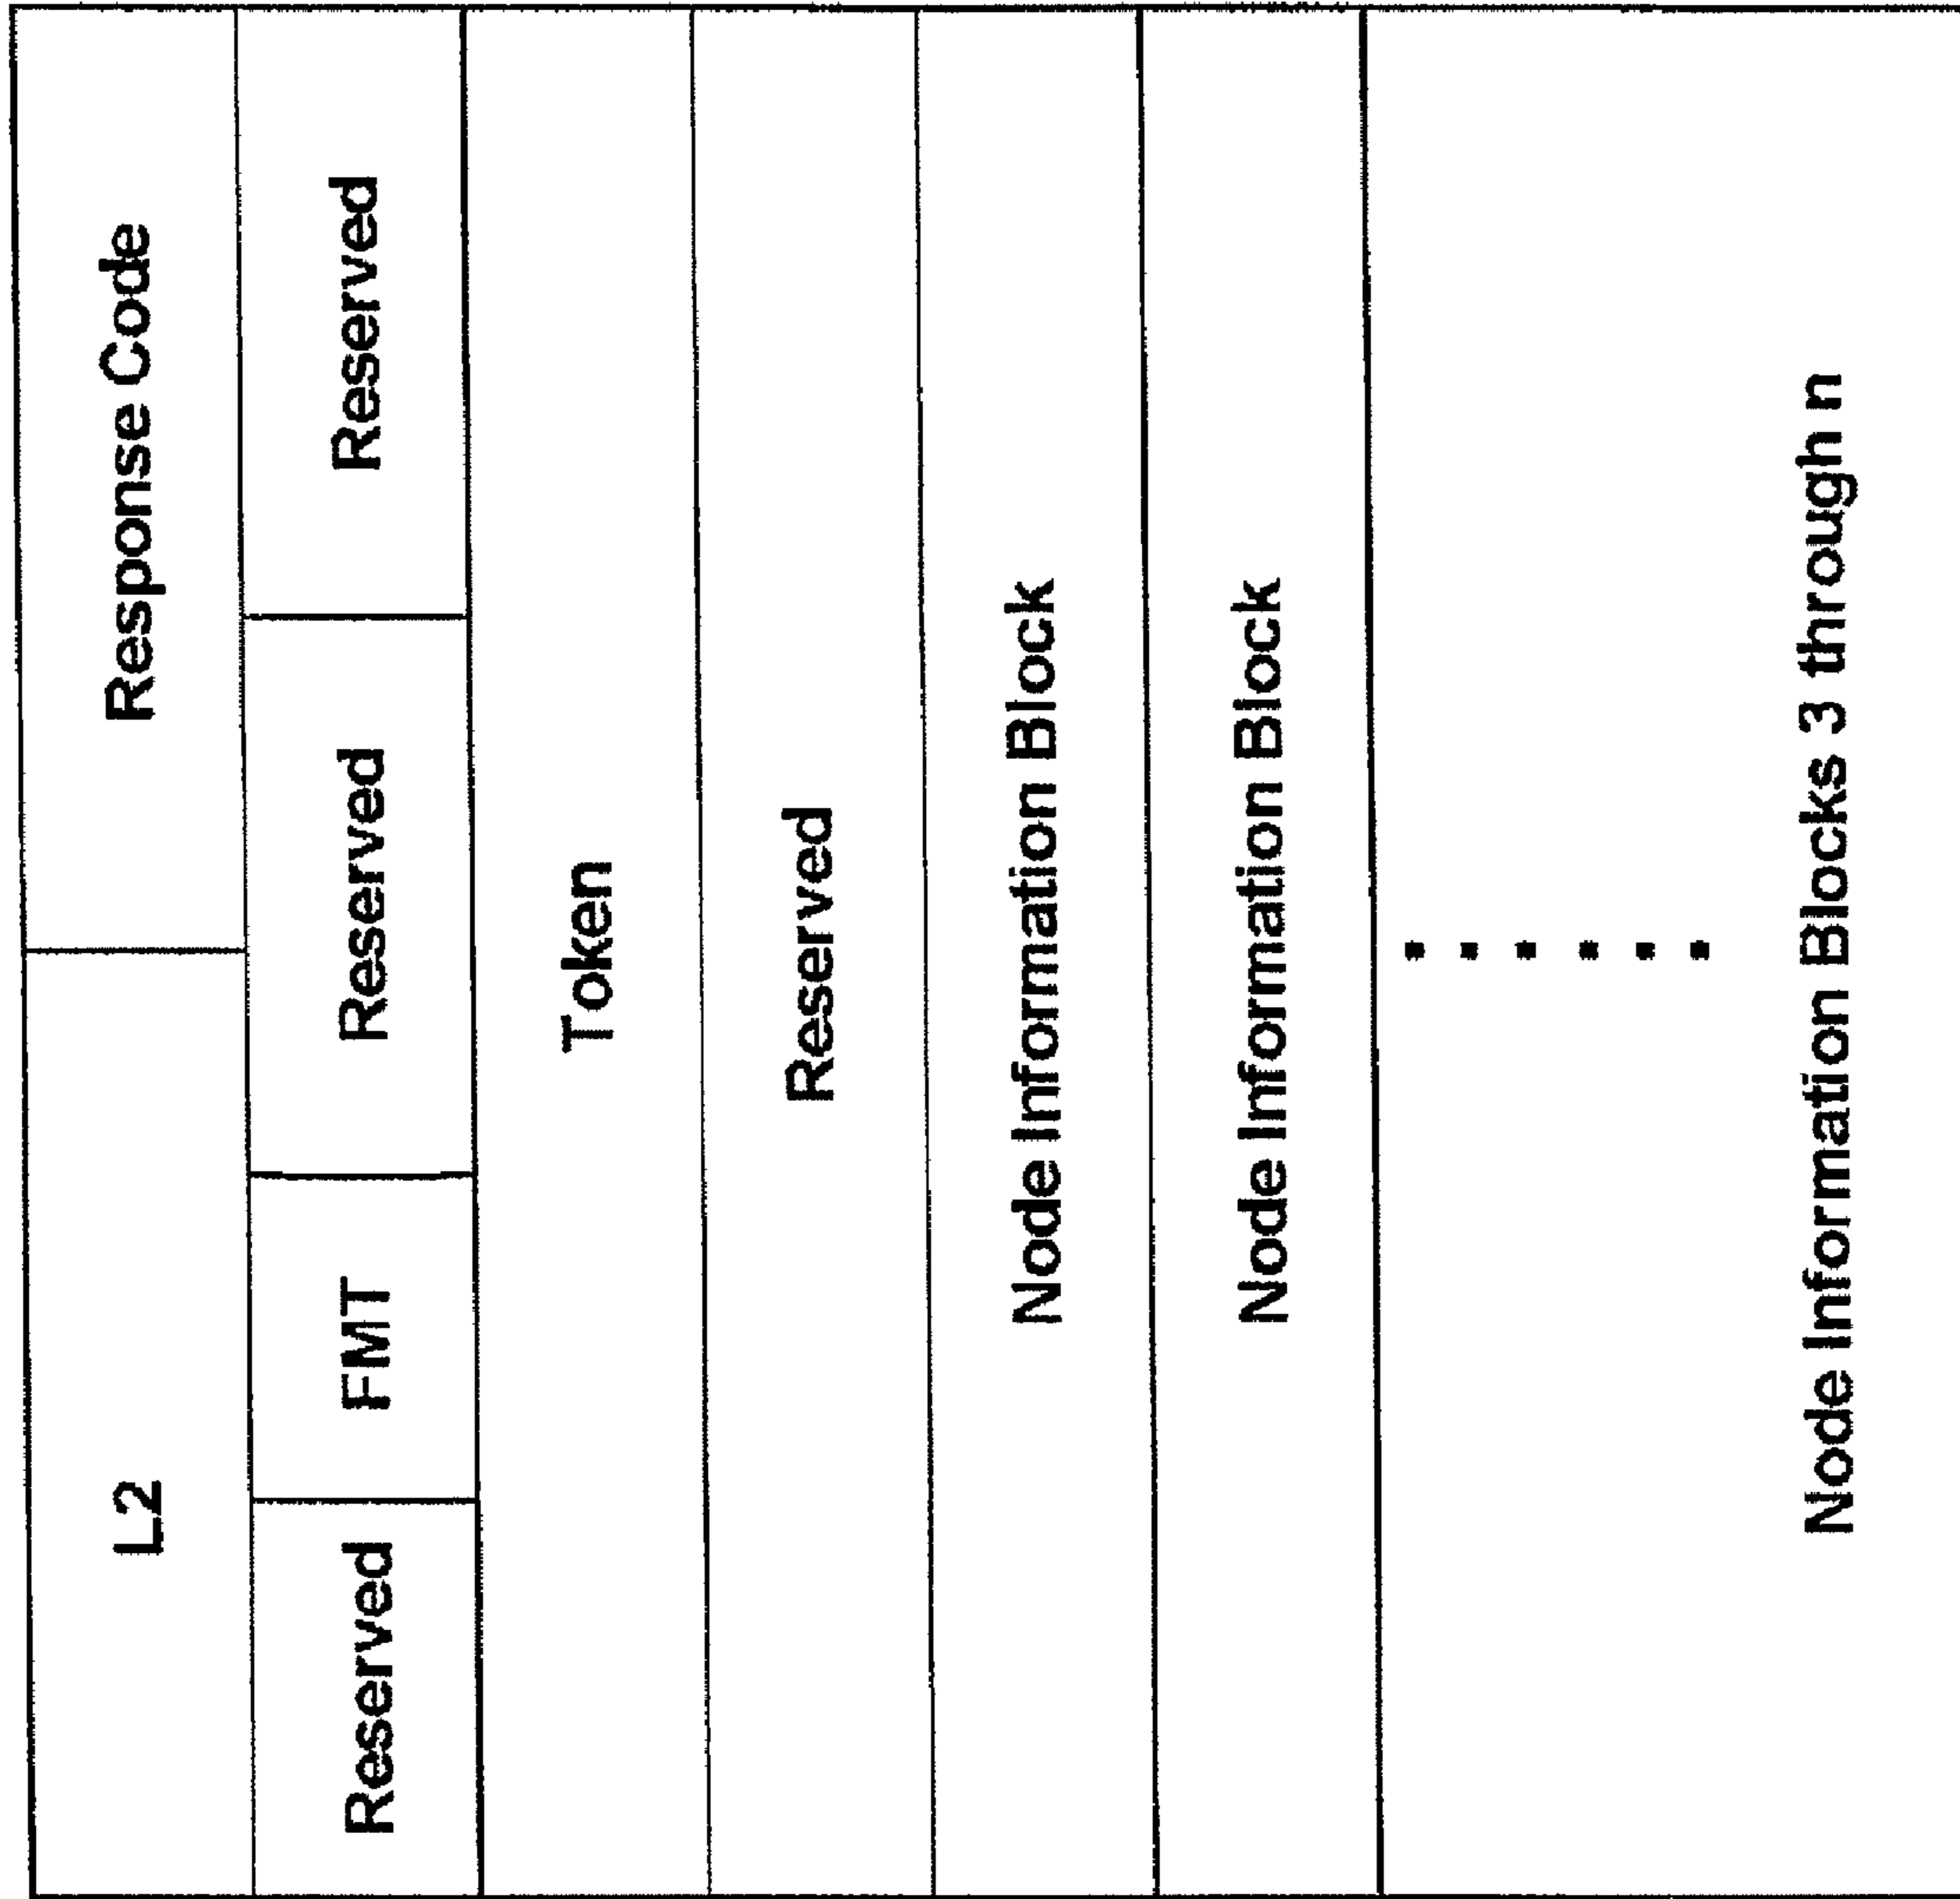 L2
Response Code
Reserved
FMT
Reserved
Reserved
Token
Reserved
Node Information Block
Node Information Block
Node Information Blocks 3 through n